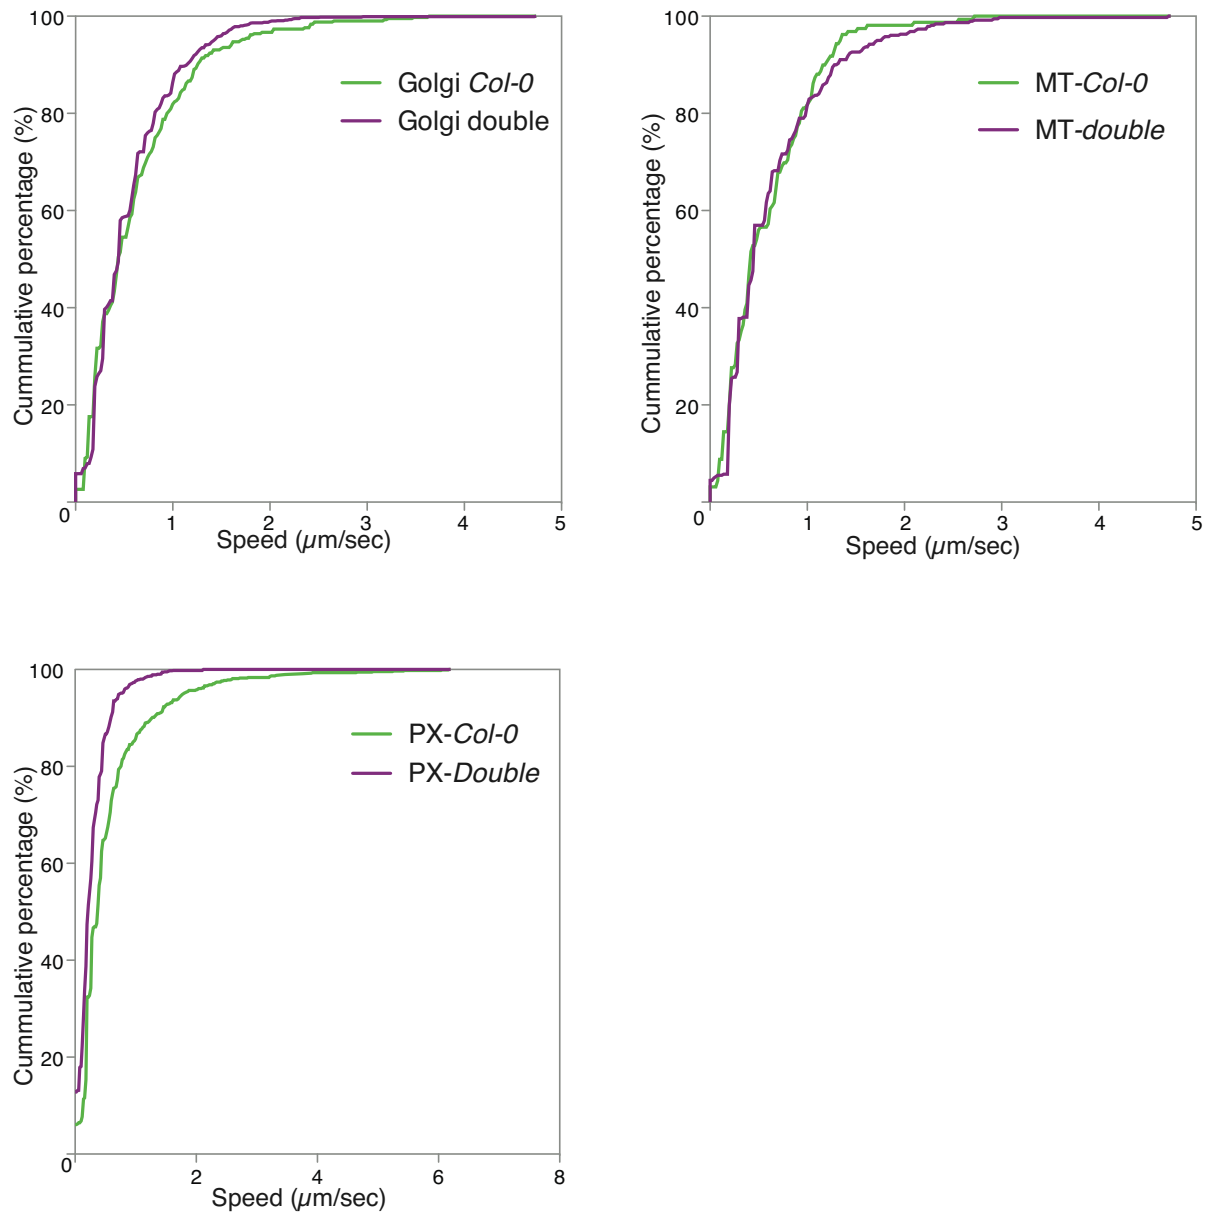 Cummulative percentage (%)
100
80
60
40
20
0
1
2
3
4
5
Speed (µm/sec)
Golgi Col-0
Golgi double
Cummulative percentage (%)
100
80
60
40
20
0
1
2
3
4
5
Speed (µm/sec)
MT-Col-0
MT-double
Cummulative percentage (%)
100
80
60
40
20
0
2
4
6
8
Speed (µm/sec)
PX-Col-0
PX-Double